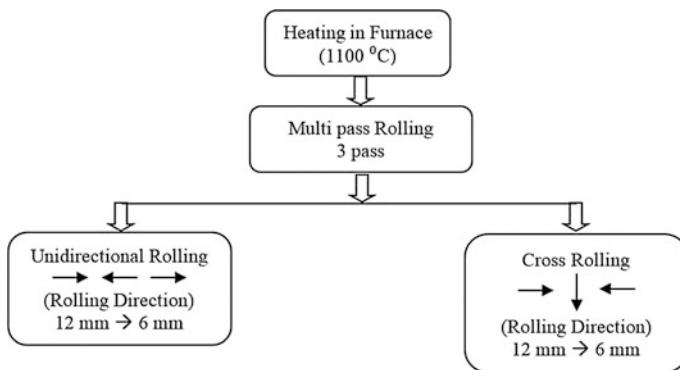 Heating in Furnace
(1100 ⁰C)
Multi pass Rolling
3 pass
Unidirectional Rolling
(Rolling Direction)
12 mm → 6 mm
Cross Rolling
(Rolling Direction)
12 mm → 6 mm